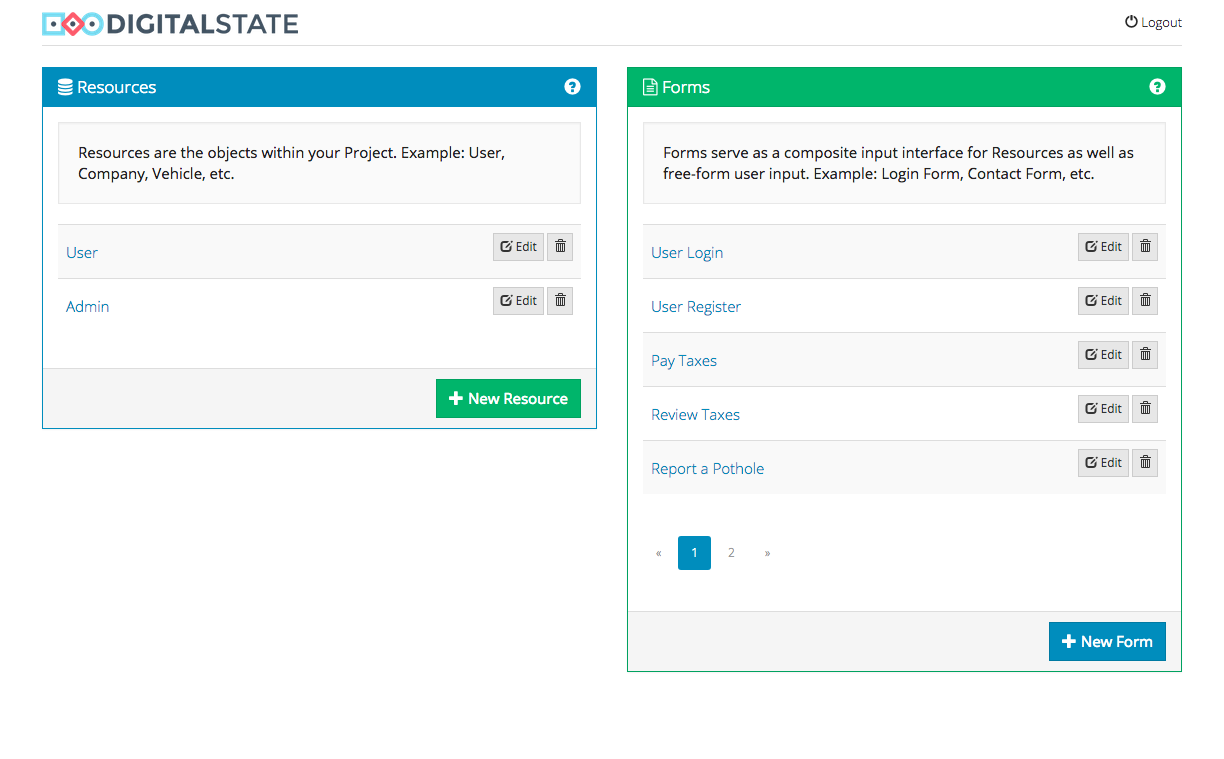 DIGITALSTATE
Logout
Resources
Resources are the objects within your Project. Example: User,
Company, Vehicle, etc.
User
Edit
Admin
Edit
New Resource
Forms
Forms serve as a composite input interface for Resources as well as
free-form user input. Example: Login Form, Contact Form, etc.
User Login
Edit
User Register
Edit
Pay Taxes
Edit
Review Taxes
Edit
Report a Pothole
Edit
« 1 2 »
New Form